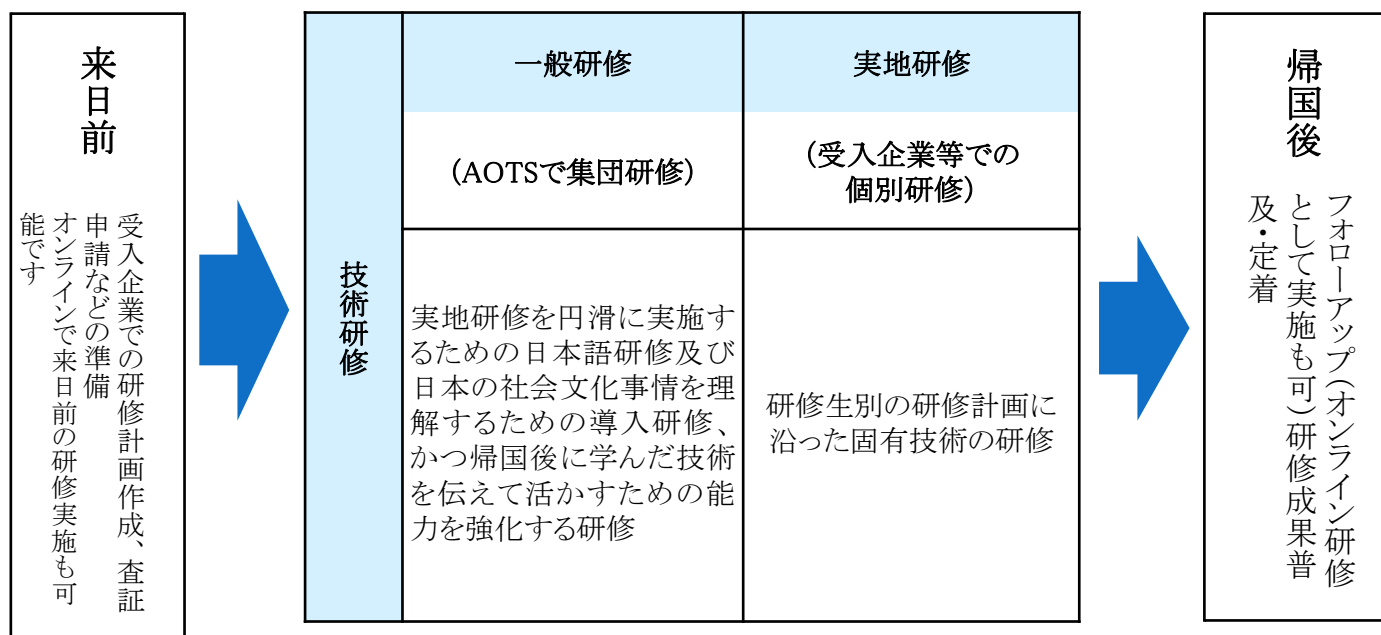 来日前
受入企業での研修計画作成、査証
申請などの準備
オンラインで来日前の研修実施も可
能です
技術研修
一般研修
実地研修
(AOTSで集団研修)
(受入企業等での
個別研修)
実地研修を円滑に実施す
るための日本語研修及び
日本の社会文化事情を理
解するための導入研修、
かつ帰国後に学んだ技術
を伝えて活かすための能
力を強化する研修
研修生別の研修計画に
沿った固有技術の研修
帰国後
フォローアップ(オンライン研修
として実施も可)研修成果普
及・定着